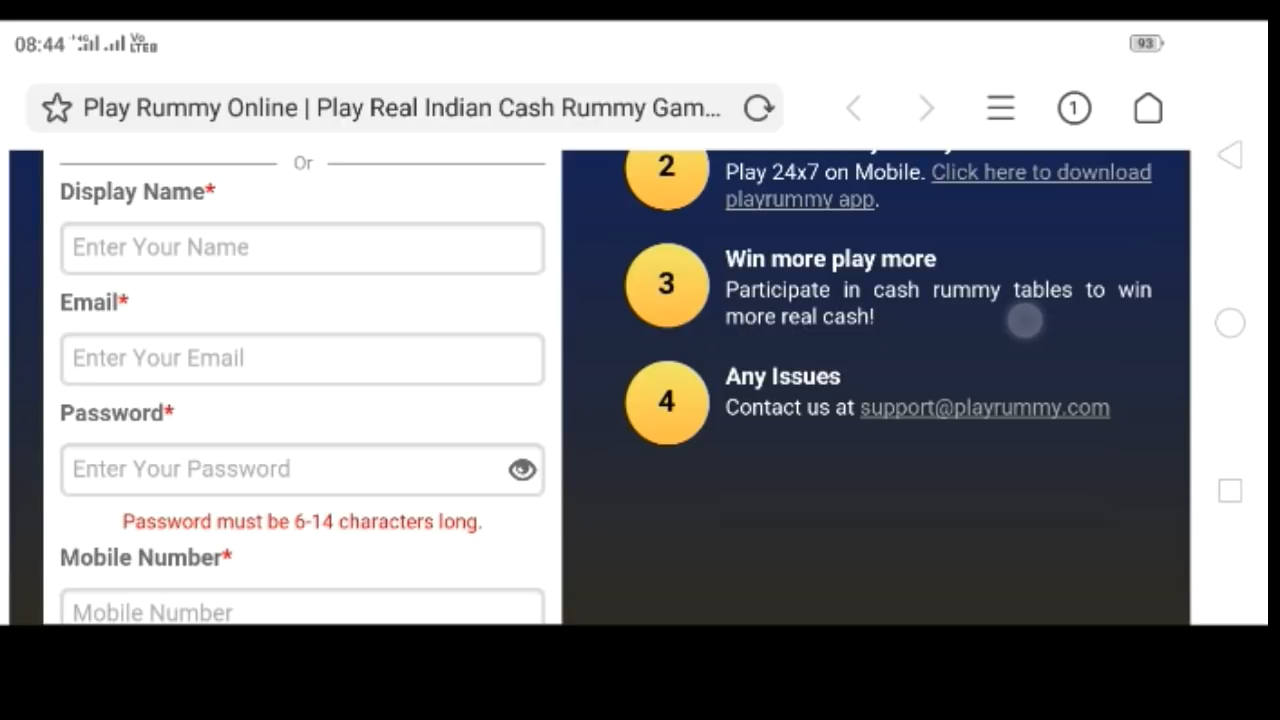 08:44
93
Play Rummy Online | Play Real Indian Cash Rummy Gam...
1
Or
Display Name*
Enter Your Name
Email*
Enter Your Email
Password*
Enter Your Password
Password must be 6-14 characters long.
Mobile Number*
Mobile Number
2
Play 24x7 on Mobile. Click here to download
playrummy app.
3
Win more play more
Participate in cash rummy tables to win
more real cash!
4
Any Issues
Contact us at support@playrummy.com